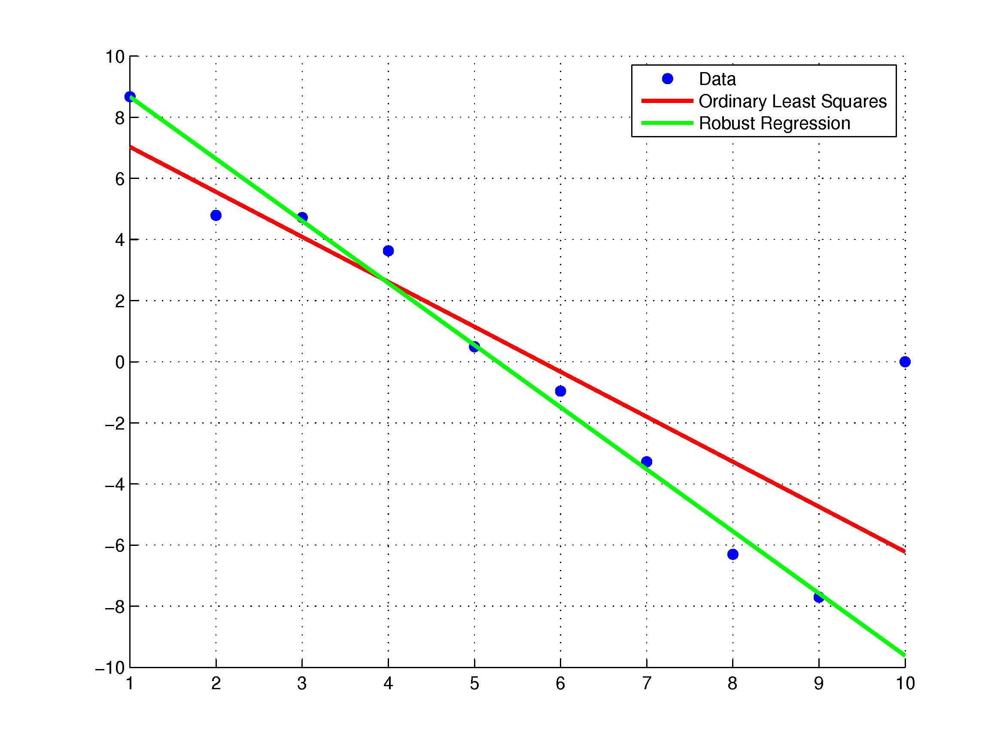 10
8
6
4
2
0
−2
−4
−6
−8
−10
1 2 3 4 5 6 7 8 9 10
Data
Ordinary Least Squares
Robust Regression